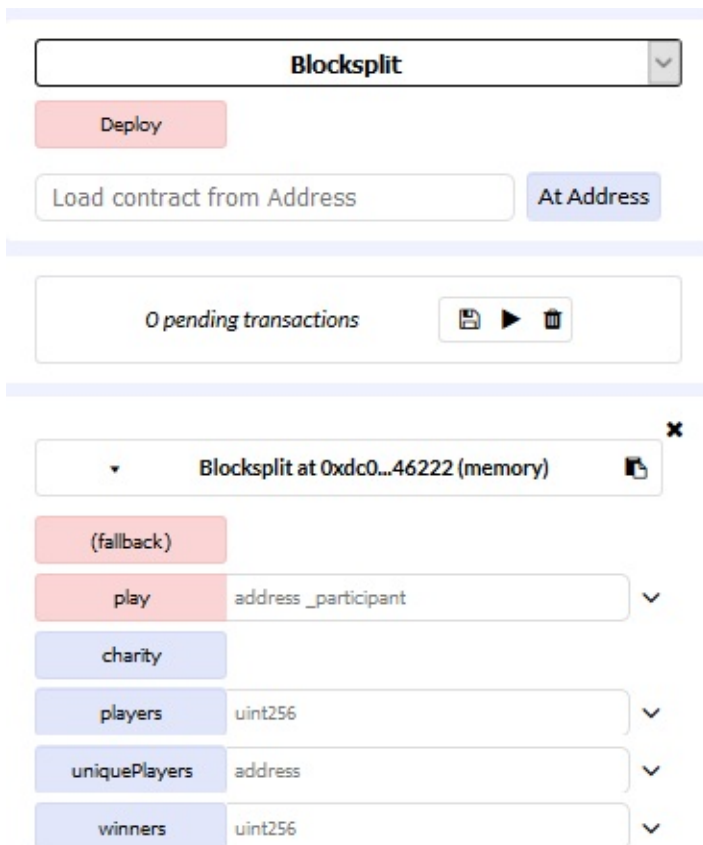 Blocksplit
Deploy
Load contract from Address At Address
0 pending transactions
Blocksplit at 0xdc0...46222 (memory)
(fallback)
play address _participant
charity
players uint256
uniquePlayers address
winners uint256